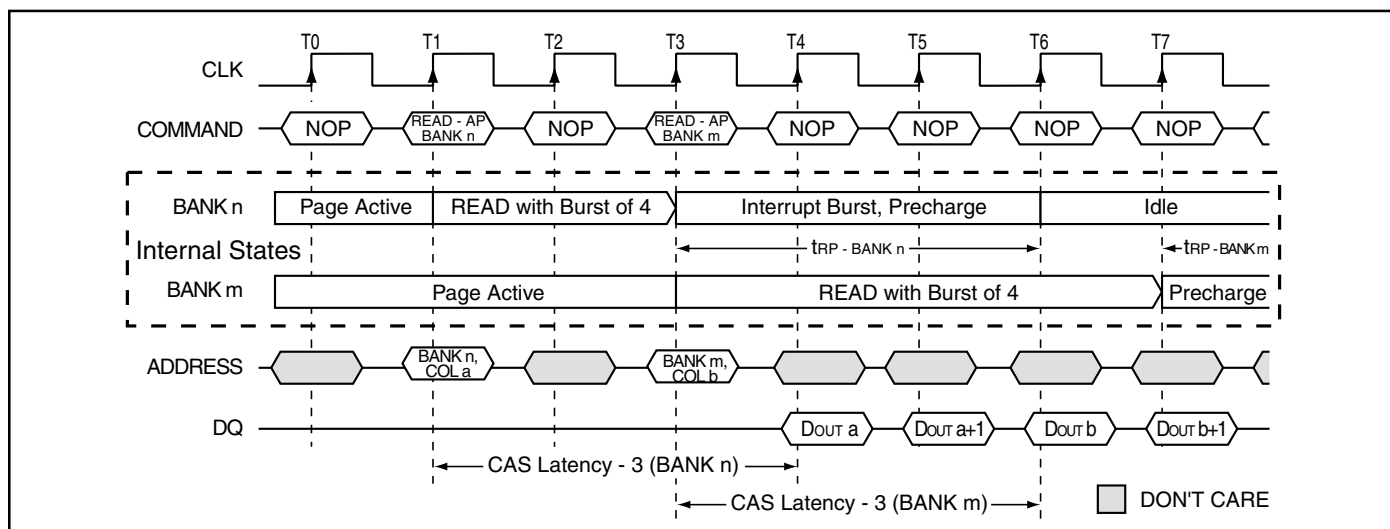 T0 T1 T2 T3 T4 T5 T6 T7
CLK
COMMAND NOP READ - AP BANK n NOP READ - AP BANK m NOP NOP NOP NOP
BANK n Page Active READ with Burst of 4 Interrupt Burst, Precharge Idle
Internal States tRP - BANK n tRP - BANK m
BANK m Page Active READ with Burst of 4 Precharge
ADDRESS BANK n, COL a BANK m, COL b
DQ DOUT a DOUT a+1 DOUT b DOUT b+1
CAS Latency - 3 (BANK n)
CAS Latency - 3 (BANK m) DON'T CARE